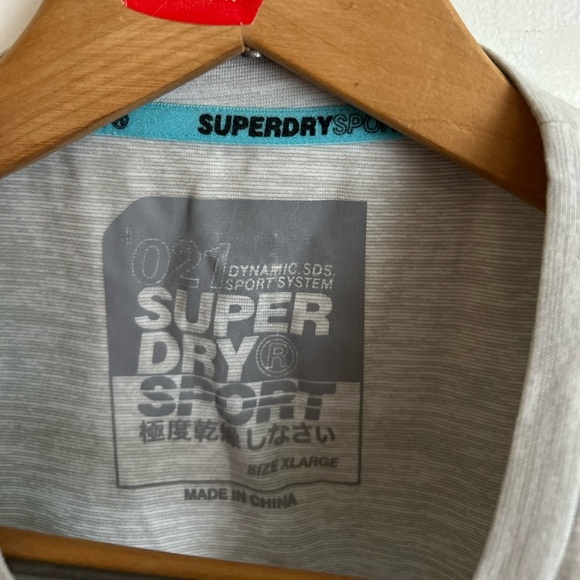 SUPERDRYSPO
021
DYNAMIC.SDS.
SPORT SYSTEM
SUPER
DRY®
SPORT
極度乾燥しなさい
SIZE XLARGE
MADE IN CHINA